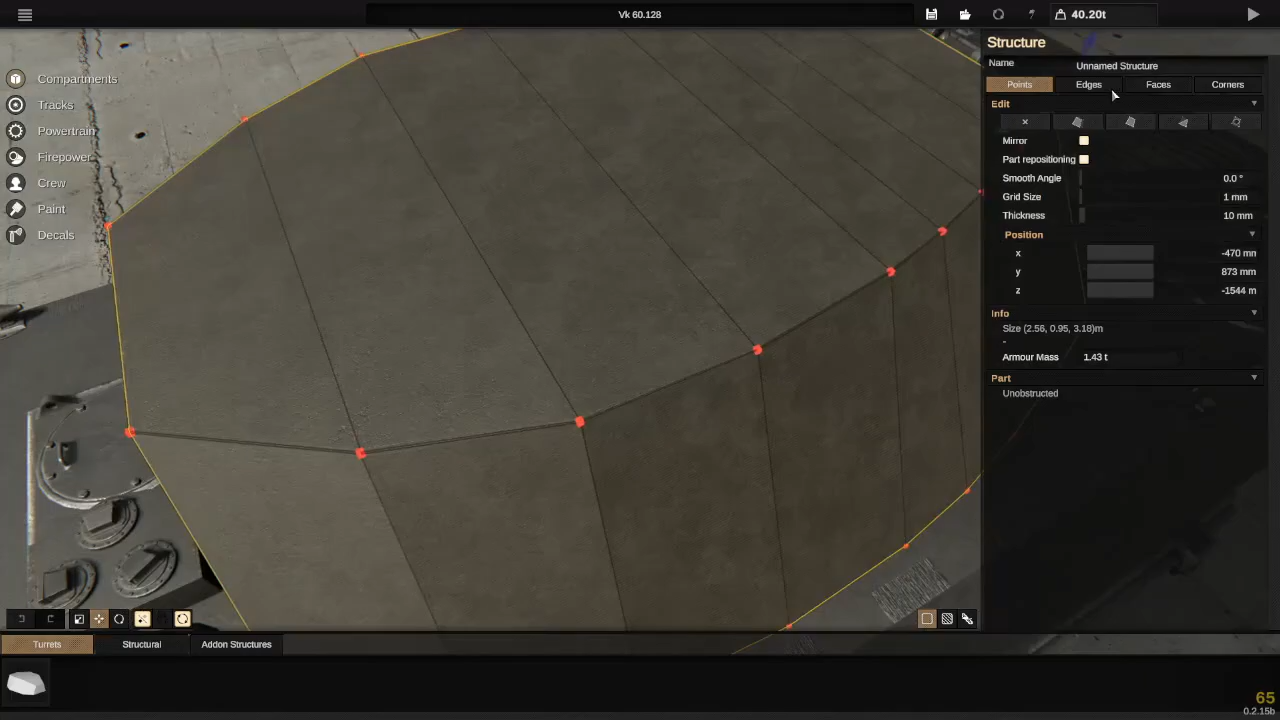 Vk 60.128
40.20t
Compartments
Tracks
Powertrain
Firepower
Crew
Paint
Decals
Structure
Name Unnamed Structure
Points Edges Faces Corners
Edit
Mirror
Part repositioning
Smooth Angle 0.0 °
Grid Size 1 mm
Thickness 10 mm
Position
x -470 mm
y 873 mm
z -1544 m
Info
Size (2.56, 0.95, 3.18)m
-
Armour Mass 1.43 t
Part
Unobstructed
Turrets Structural Addon Structures
65
0.2.15b